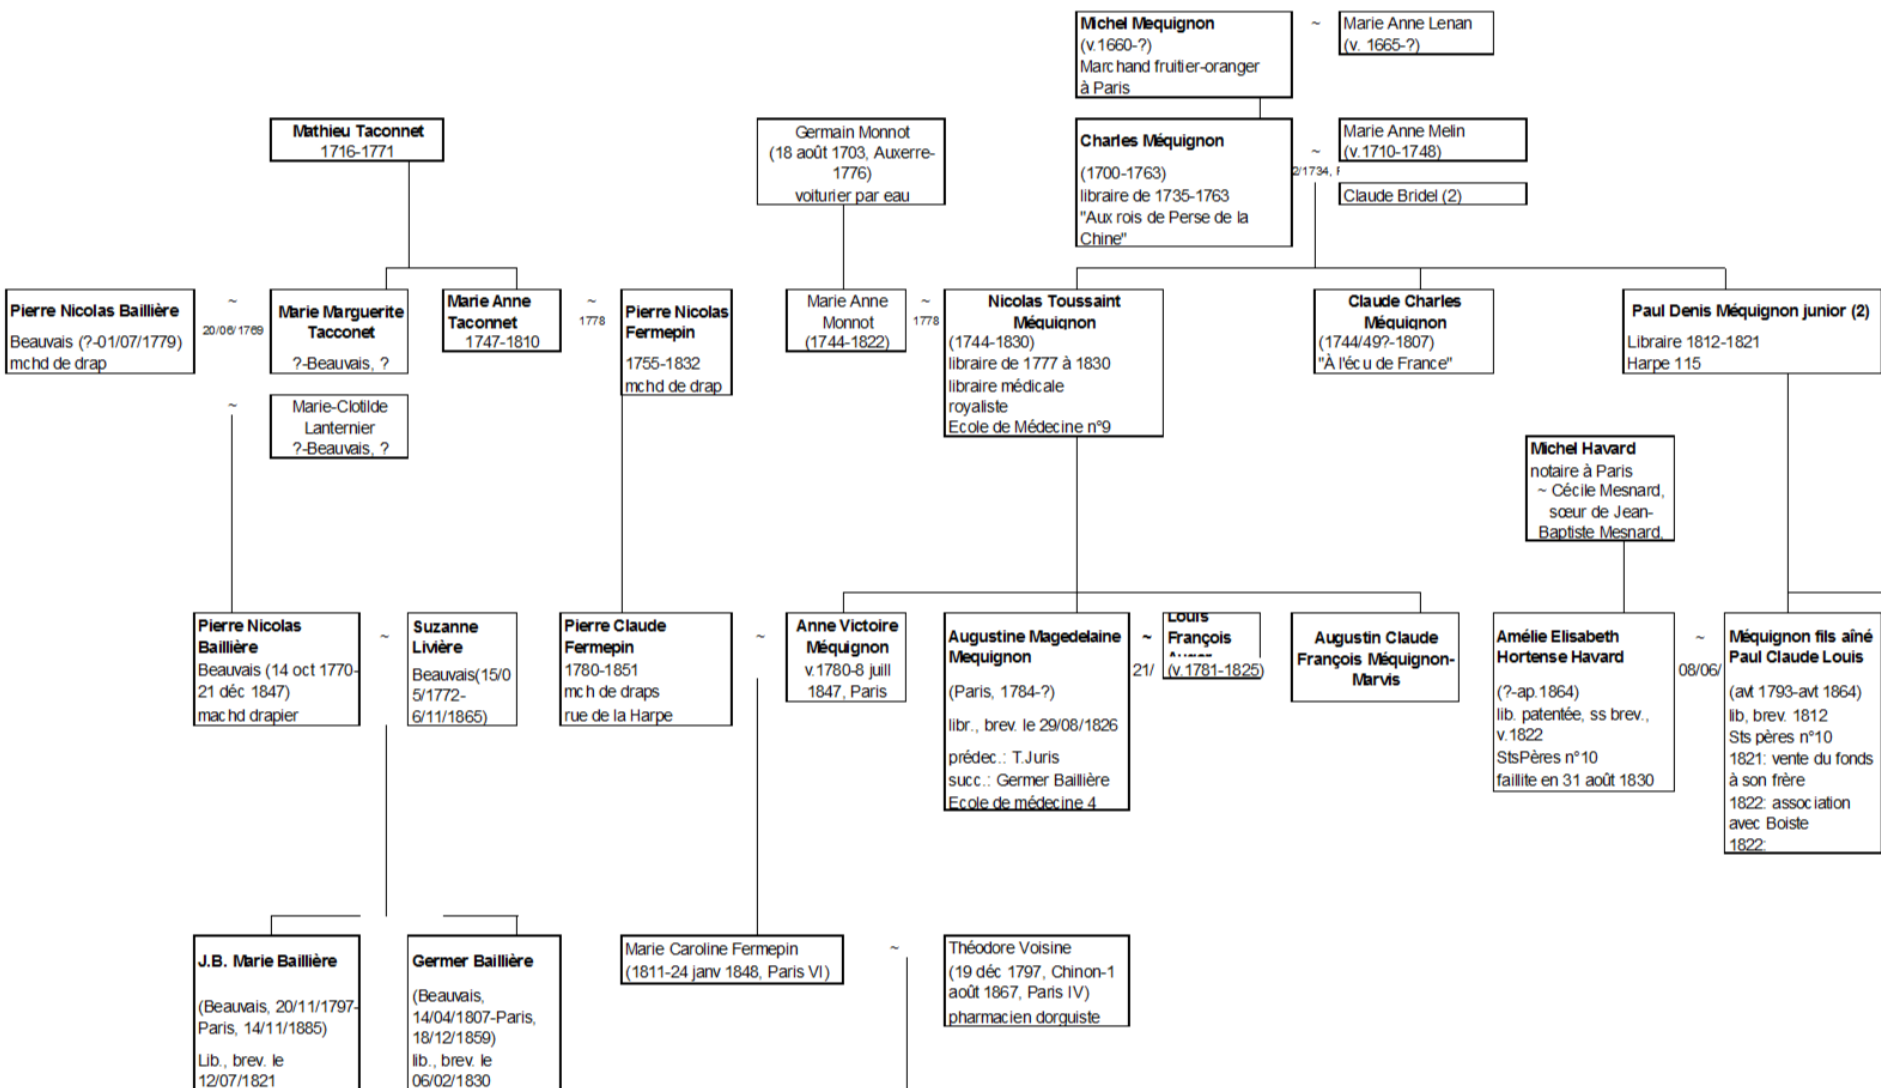 Michel Mequignon
(v.1660-?)
Marchand fruitier-oranger
à Paris
~
Marie Anne Lenan
(v. 1665-?)
Mathieu Taconnet
1716-1771
Germain Monnot
(18 août 1703, Auxerre-
1776)
voiturier par eau
Charles Méquignon
(1700-1763)
libraire de 1735-1763
"Aux rois de Perse de la
Chine"
~
2/1734,
Marie Anne Melin
(v.1710-1748)
Claude Bridel (2)
Pierre Nicolas Baillière
Beauvais (?-01/07/1779)
mchd de drap
~
20/06/1769
Marie Marguerite
Tacconet
?-Beauvais, ?
Marie Anne
Taconnet
1747-1810
~
1778
Pierre Nicolas
Fermepin
1755-1832
mchd de drap
Marie Anne
Monnot
(1744-1822)
~
1778
Nicolas Toussaint
Méquignon
(1744-1830)
libraire de 1777 à 1830
libraire médicale
royaliste
Ecole de Médecine n°9
Claude Charles
Méquignon
(1744/49?-1807)
"À l'écu de France"
Paul Denis Méquignon junior (2)
Libraire 1812-1821
Harpe 115
~
Marie-Clotilde
Lanternier
?-Beauvais, ?
Michel Havard
notaire à Paris
~ Cécile Mesnard,
sœur de Jean-
Baptiste Mesnard,
Pierre Nicolas
Baillière
Beauvais (14 oct 1770-
21 déc 1847)
machd drapier
~
Suzanne
Livière
Beauvais(15/0
5/1772-
6/11/1865)
Pierre Claude
Fermepin
1780-1851
mch de draps
rue de la Harpe
~
Anne Victoire
Méquignon
v.1780-8 juill
1847, Paris
Augustine Magedelaine
Mequignon
(Paris, 1784-?)
libr., brev. le 29/08/1826
prédec.: T.Juris
succ.: Germer Baillière
Ecole de médecine 4
~
21/
Louis
François
(v.1781-1825)
Augustin Claude
François Méquignon-
Marvis
Amélie Elisabeth
Hortense Havard
(?-ap.1864)
lib. patentée, ss brev.,
v.1822
StsPères n°10
faillite en 31 août 1830
~
08/06/
Méquignon fils aîné
Paul Claude Louis
(avt 1793-avt 1864)
lib, brev. 1812
Sts pères n°10
1821: vente du fonds
à son frère
1822: association
avec Boiste
1822:
J.B. Marie Baillière
(Beauvais, 20/11/1797-
Paris, 14/11/1885)
Lib., brev. le
12/07/1821
Germer Baillière
(Beauvais,
14/04/1807-Paris,
18/12/1859)
lib., brev. le
06/02/1830
Marie Caroline Fermepin
(1811-24 janv 1848, Paris VI)
~
Théodore Voisine
(19 déc 1797, Chinon-1
août 1867, Paris IV)
pharmacien dorguiste